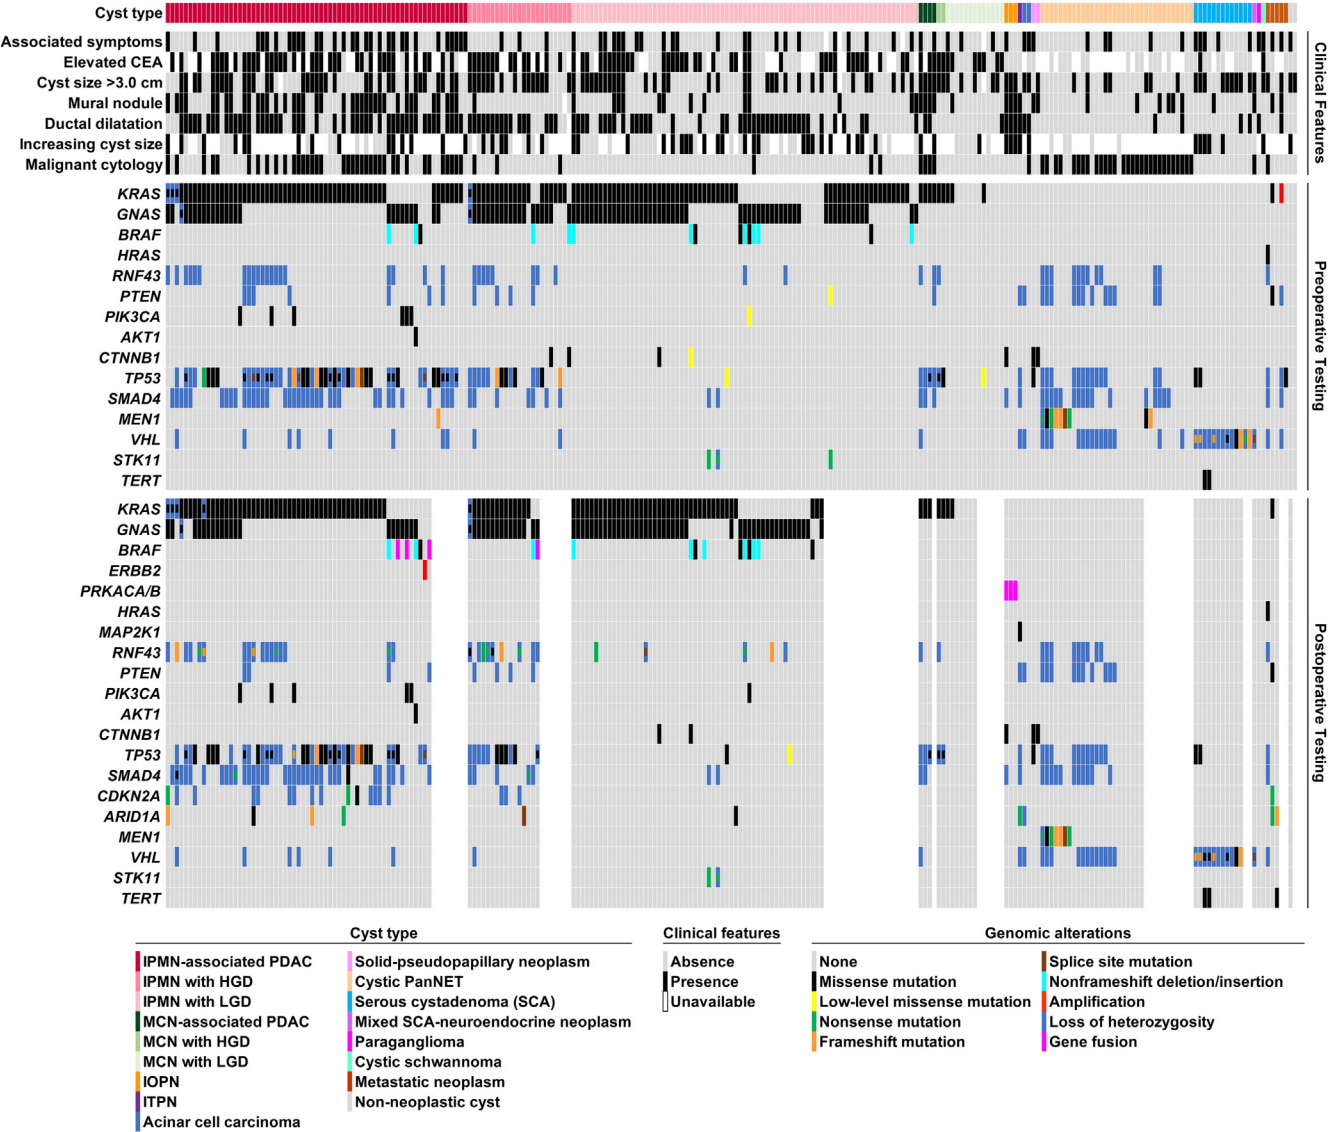 Cyst type
Associated symptoms
Elevated CEA
Cyst size >3.0 cm
Mural nodule
Ductal dilatation
Increasing cyst size
Malignant cytology
Clinical Features
KRAS
GNAS
BRAF
HRAS
RNF43
PTEN
PIK3CA
AKT1
CTNNB1
TP53
SMAD4
MEN1
VHL
STK11
TERT
Preoperative Testing
KRAS
GNAS
BRAF
ERBB2
PRKACA/B
HRAS
MAP2K1
RNF43
PTEN
PIK3CA
AKT1
CTNNB1
TP53
SMAD4
CDKN2A
ARID1A
MEN1
VHL
STK11
TERT
Postoperative Testing
Cyst type
IPMN-associated PDAC
IPMN with HGD
IPMN with LGD
MCN-associated PDAC
MCN with HGD
MCN with LGD
IOPN
ITPN
Acinar cell carcinoma
Solid-pseudopapillary neoplasm
Cystic PanNET
Serous cystadenoma (SCA)
Mixed SCA-neuroendocrine neoplasm
Paraganglioma
Cystic schwannoma
Metastatic neoplasm
Non-neoplastic cyst
Clinical features
Absence
Presence
Unavailable
Genomic alterations
None
Missense mutation
Low-level missense mutation
Nonsense mutation
Frameshift mutation
Splice site mutation
Nonframeshift deletion/insertion
Amplification
Loss of heterozygosity
Gene fusion